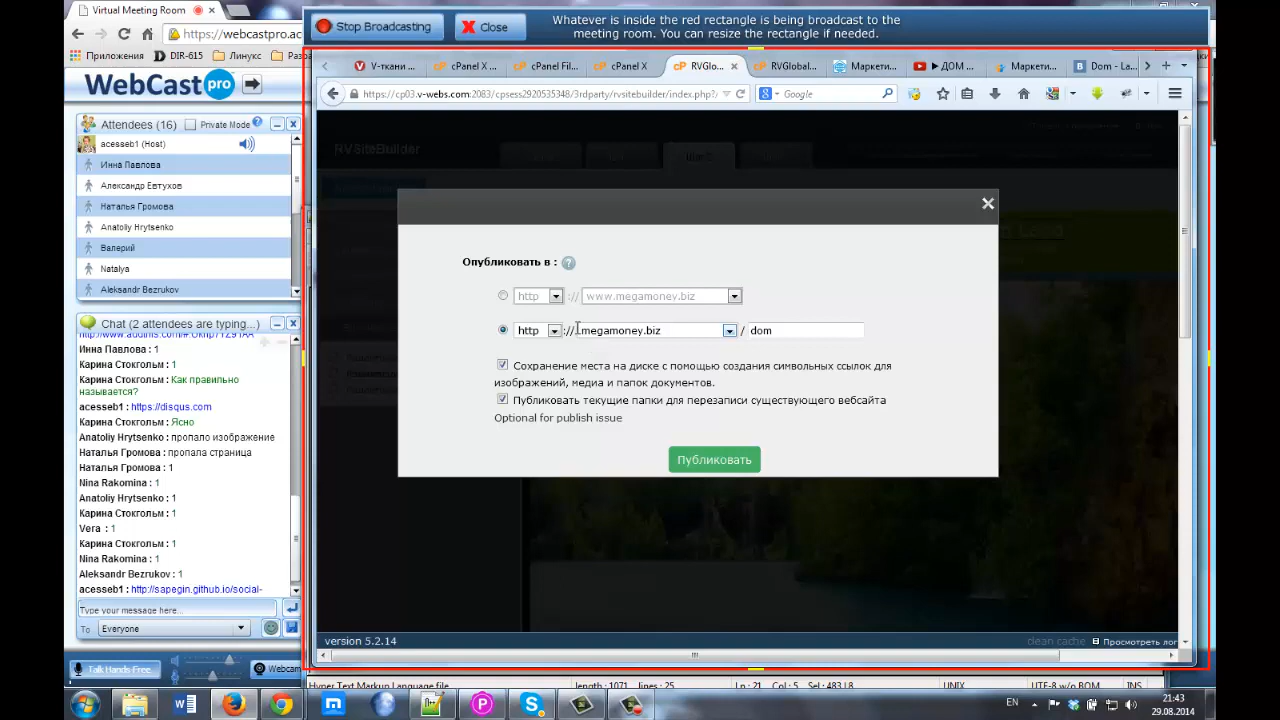 Virtual Meeting Room
https://webcastpro.ac
Приложения
DIR-615
Линукс
WebCast pro
Attendees (16)
Private Mode
acesseb1 (Host)
Инна Павлова
Александр Евтухов
Наталья Громова
Anatoliy Hrytsenko
Валерий
Natalya
Aleksandr Bezrukov
Chat (2 attendees are typing...)
Инна Павлова : 1
Карина Стокгольм : 1
Карина Стокгольм : Как правильно
называется?
acesseb1 : https://disqus.com
Карина Стокгольм : Ясно
Anatoliy Hrytsenko : пропало изображение
Наталья Громова : пропала страница
Наталья Громова : 1
Nina Rakomina : 1
Anatoliy Hrytsenko : 1
Карина Стокгольм : 1
Vera : 1
Карина Стокгольм : 1
Nina Rakomina : 1
Aleksandr Bezrukov : 1
acesseb1 : http://sapegin.github.io/social-
Type your message here...
To
Everyone
Talk Hands-Free
Webcam
Stop Broadcasting
Close
Whatever is inside the red rectangle is being broadcast to the
meeting room. You can resize the rectangle if needed.
V-ткани ...
cPanel X ...
cPanel Fil...
cPanel X
RVGlo...
RVGlobal...
Маркети...
ДОМ ...
Маркети...
Dom - La...
https://cp03.v-webs.com:2083/cpsess2920535348/3rdparty/rvsitebuilder/index.php?
Google
RVSiteBuilder
Опубликовать в :
http :// www.megamoney.biz
http :// .megamoney.biz / dom
Сохранение места на диске с помощью создания символьных ссылок для
изображений, медиа и папок документов.
Публиковать текущие папки для перезаписи существующего вебсайта
Optional for publish issue
Публиковать
version 5.2.14
clean cache
Просмотреть лог
Hyper Text Markup Language file
length : 1071 lines : 25
Ln : 21 Col : 5 Sel : 483 | 8
UNIX
UTF-8 w/o BOM
INS
EN
21:43
29.08.2014